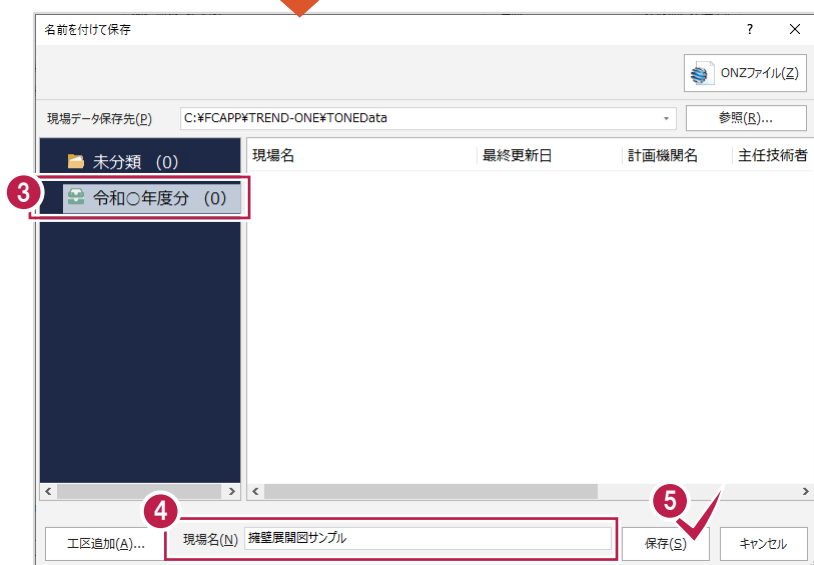 名前を付けて保存
? ×
ONZファイル(Z)
現場データ保存先(P) C:¥FCAPP¥TREND-ONE¥TONEData 参照(R)...
未分類 (0) 現場名 最終更新日 計画機関名 主任技術者
3 令和○年度分 (0)
4 5
工区追加(A)... 現場名(N) 擁壁展開図サンプル 保存(S) キャンセル